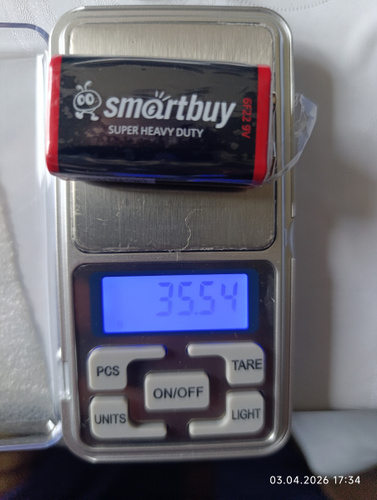 smartbuy
SUPER HEAVY DUTY
6F22 9V
35.54
PCS
TARE
ON/OFF
UNITS
LIGHT
03.04.2026 17:34